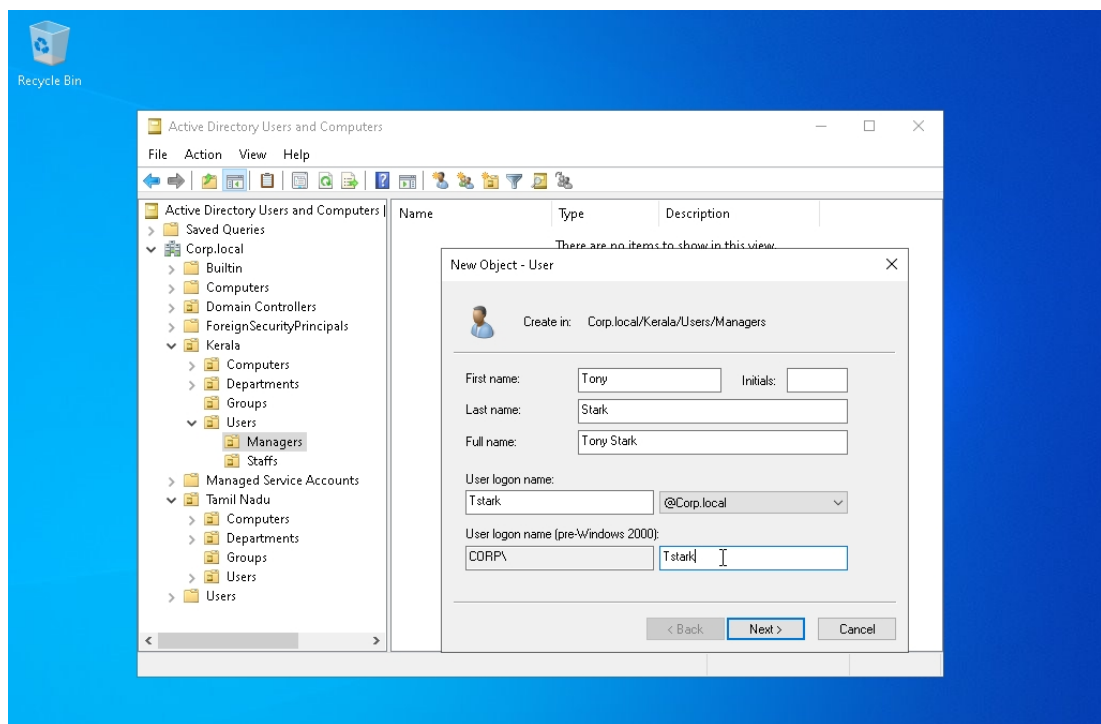 Recycle Bin
Active Directory Users and Computers
File Action View Help
Active Directory Users and Computers
Saved Queries
Corp.local
Builtin
Computers
Domain Controllers
ForeignSecurityPrincipals
Kerala
Computers
Departments
Groups
Users
Managers
Staffs
Managed Service Accounts
Tamil Nadu
Computers
Departments
Groups
Users
Users
Name Type Description
There are no items to show in this view.
New Object - User
Create in: Corp.local/Kerala/Users/Managers
First name: Tony Initials:
Last name: Stark
Full name: Tony Stark
User logon name:
Tstark @Corp.local
User logon name (pre-Windows 2000):
CORP\ Tstark
< Back Next > Cancel